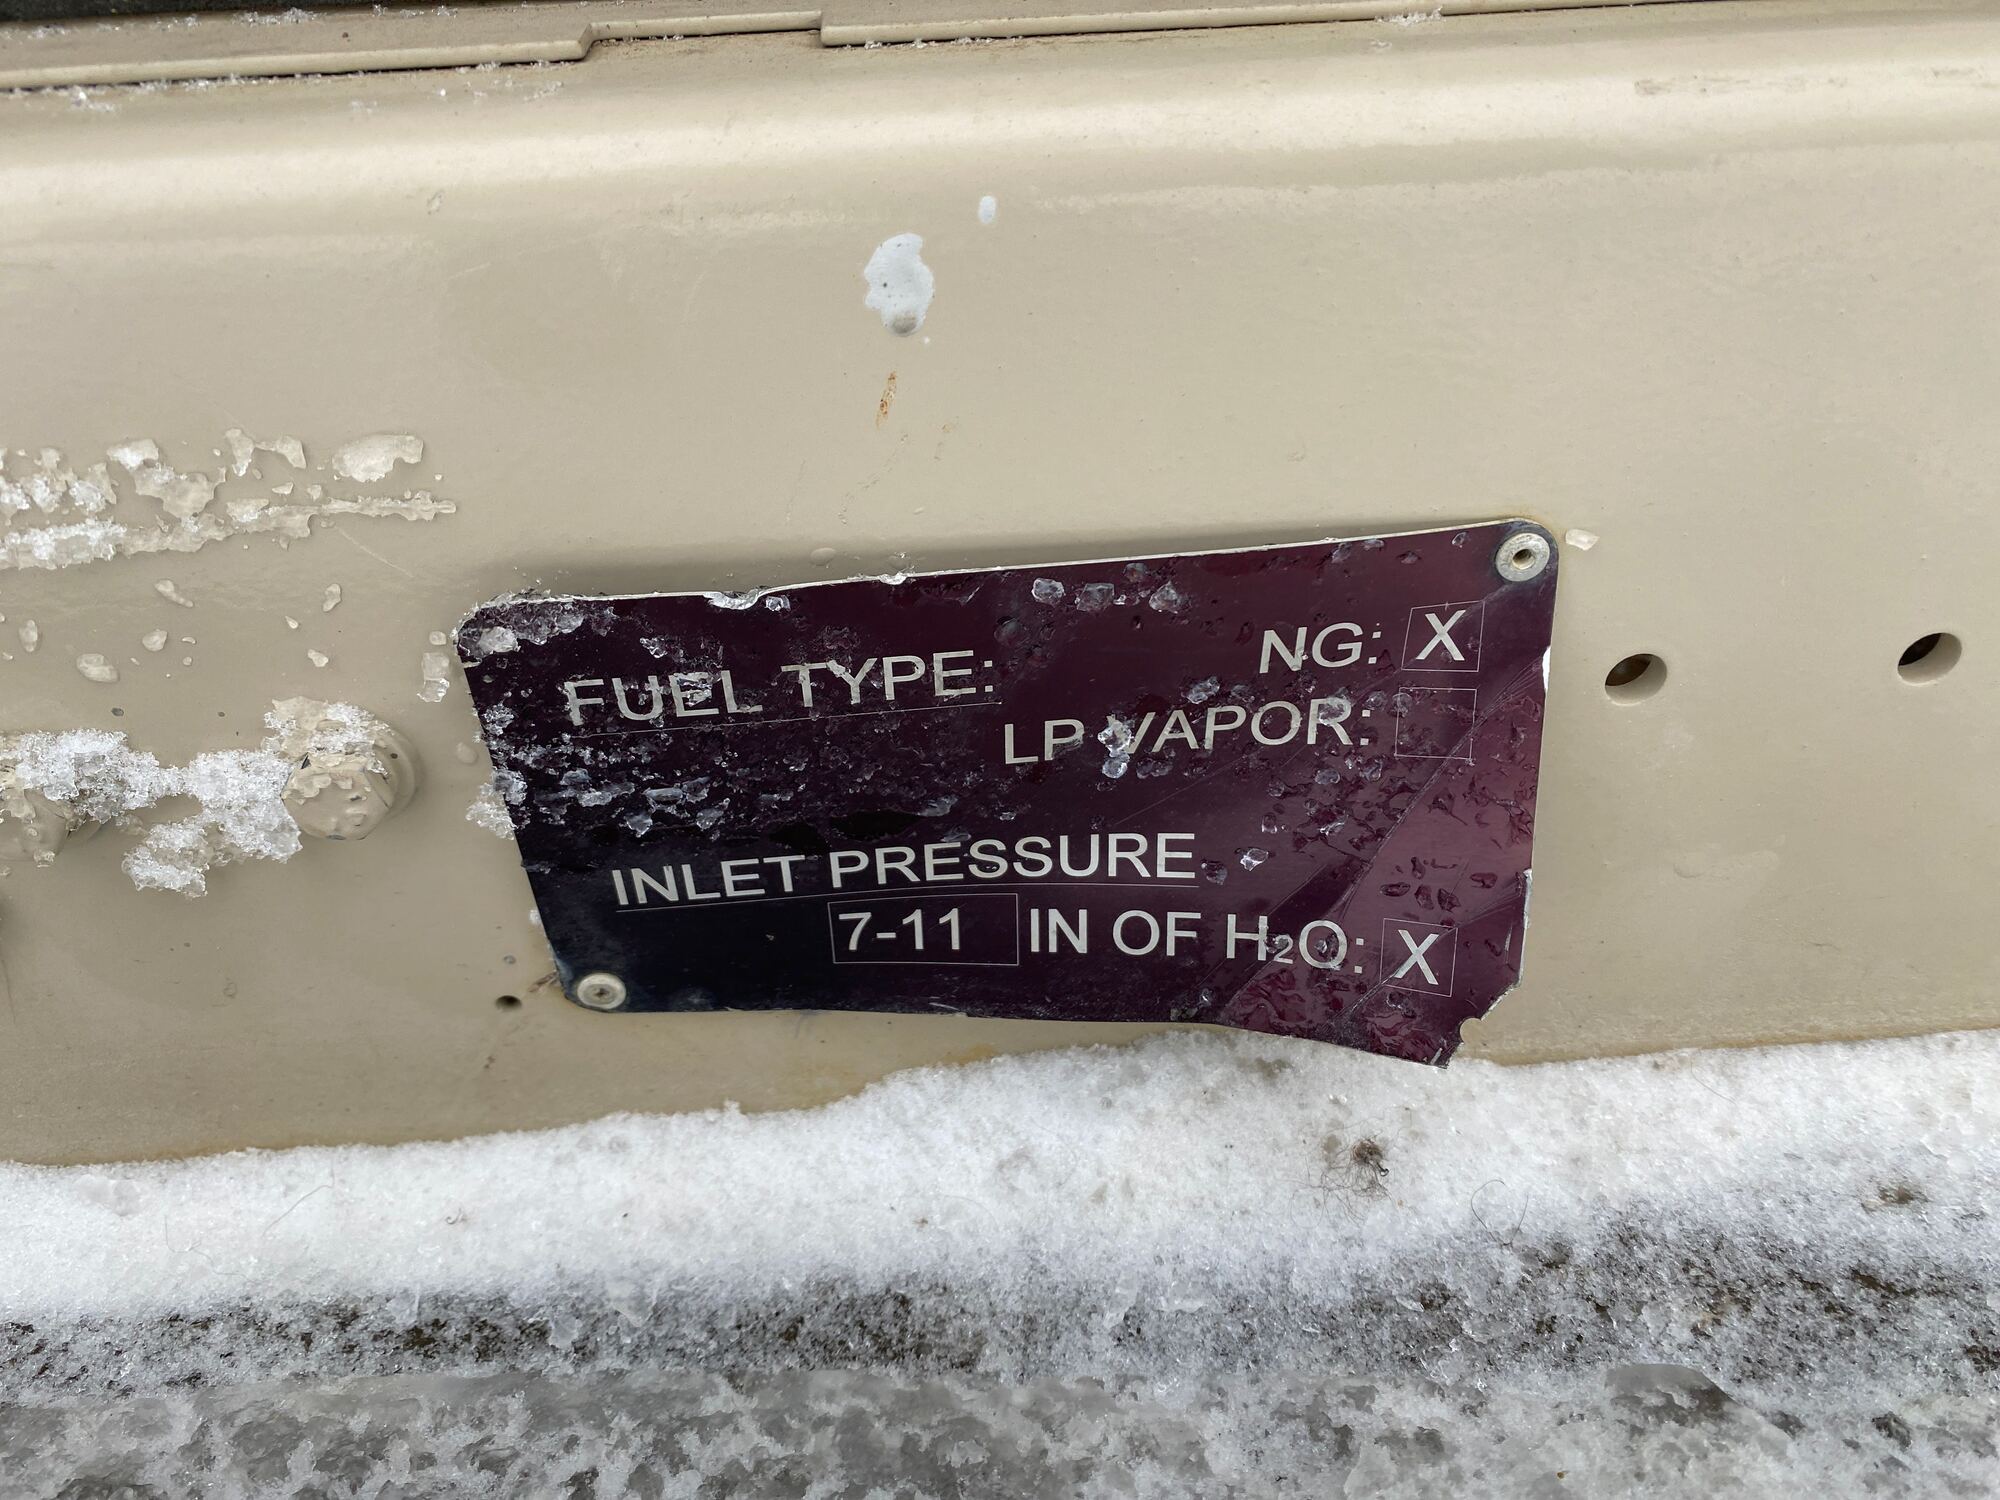 FUEL TYPE: NG: X
LP VAPOR:
INLET PRESSURE
7-11 IN OF H₂O: X